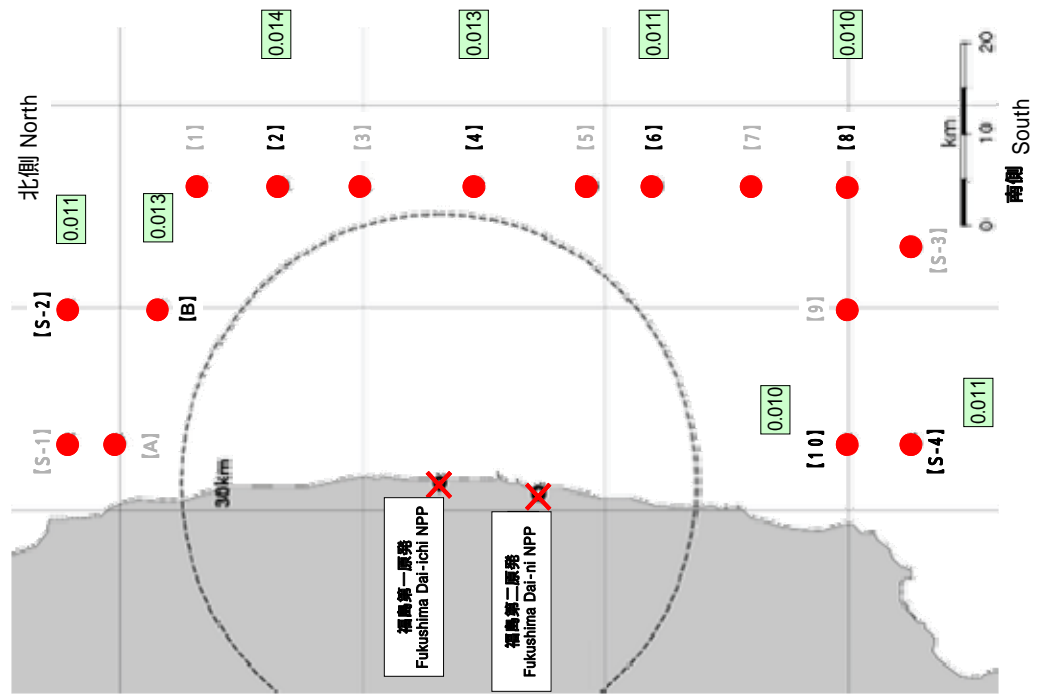 北側 North
0.014
0.013
0.011
0.010
【1】
【2】
【3】
【4】
【5】
【6】
【7】
【8】
0.011
0.013
【S-2】
【B】
【S-1】
【A】
30km
福島第一原発
Fukushima Dai-ichi NPP
福島第二原発
Fukushima Dai-ni NPP
【9】
【S-3】
0.010
【10】
0.011
【S-4】
km
0
10
20
南側 South